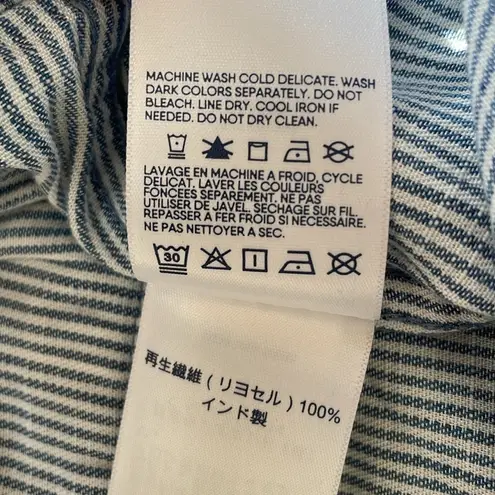 MACHINE WASH COLD DELICATE. WASH
DARK COLORS SEPARATELY. DO NOT
BLEACH. LINE DRY. COOL IRON IF
NEEDED. DO NOT DRY CLEAN.
LAVAGE EN MACHINE A FROID, CYCLE
DELICAT. LAVER LES COULEURS
FONCEES SEPAREMENT. NE PAS
UTILISER DE JAVEL. SECHAGE SUR FIL.
REPASSER A FER FROID SI NECESSAIRE.
NE PAS NETTOYER A SEC.
30
再生繊維 ( リヨセル ) 100%
インド製